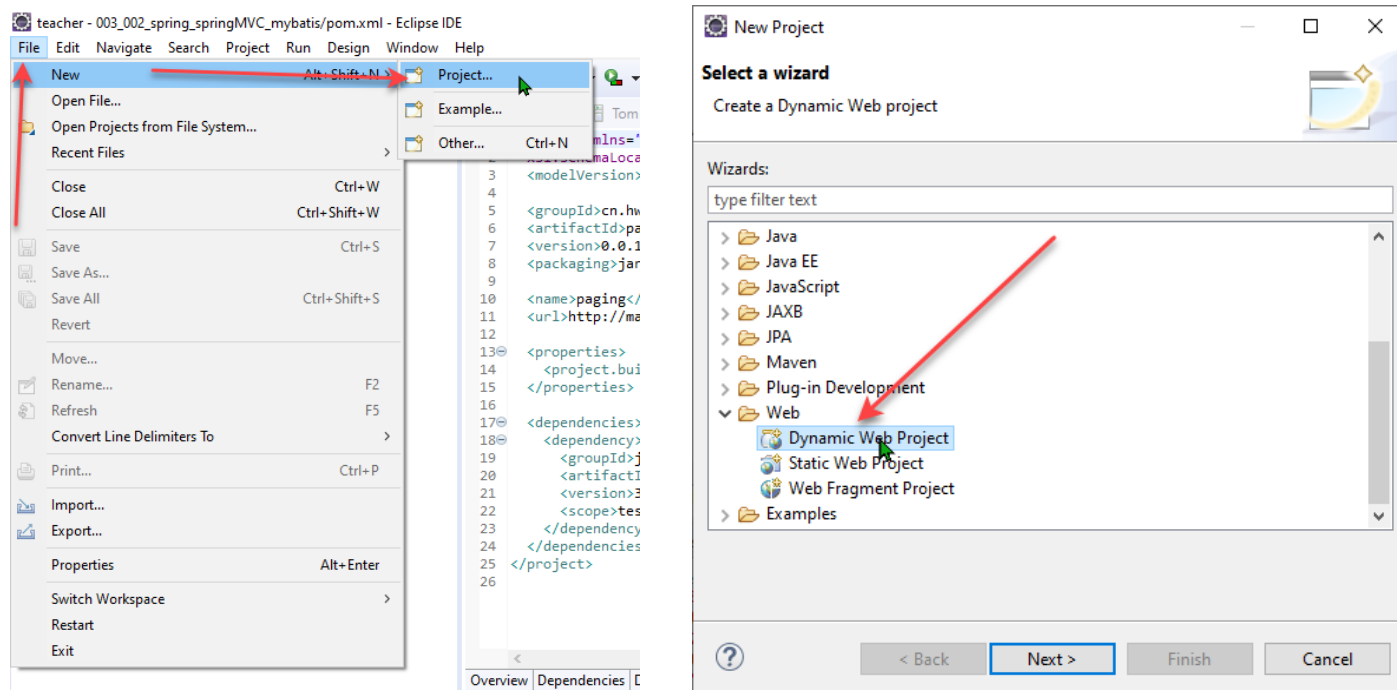 teacher - 003_002_spring_springMVC_mybatis/pom.xml - Eclipse IDE
File Edit Navigate Search Project Run Design Window Help
New Alt+Shift+N >
Open File...
Open Projects from File System...
Recent Files >
Close Ctrl+W
Close All Ctrl+Shift+W
Save Ctrl+S
Save As...
Save All Ctrl+Shift+S
Revert
Move...
Rename... F2
Refresh F5
Convert Line Delimiters To >
Print... Ctrl+P
Import...
Export...
Properties Alt+Enter
Switch Workspace >
Restart
Exit
Project...
Example...
Other... Ctrl+N
Tom
mlns="
2 xsi:schemaLoca
3 <modelVersion>
4
5 <groupId>cn.hw
6 <artifactId>pa
7 <version>0.0.1
8 <packaging>jar
9
10 <name>paging</
11 <url>http://ma
12
13 <properties>
14 <project.bui
15 </properties>
16
17 <dependencies>
18 <dependency>
19 <groupId>j
20 <artifactI
21 <version>3
22 <scope>tes
23 </dependency
24 </dependencies
25 </project>
26
Overview Dependencies
New Project
Select a wizard
Create a Dynamic Web project
Wizards:
type filter text
> Java
> Java EE
> JavaScript
> JAXB
> JPA
> Maven
> Plug-in Development
Web
Dynamic Web Project
Static Web Project
Web Fragment Project
> Examples
< Back Next > Finish Cancel